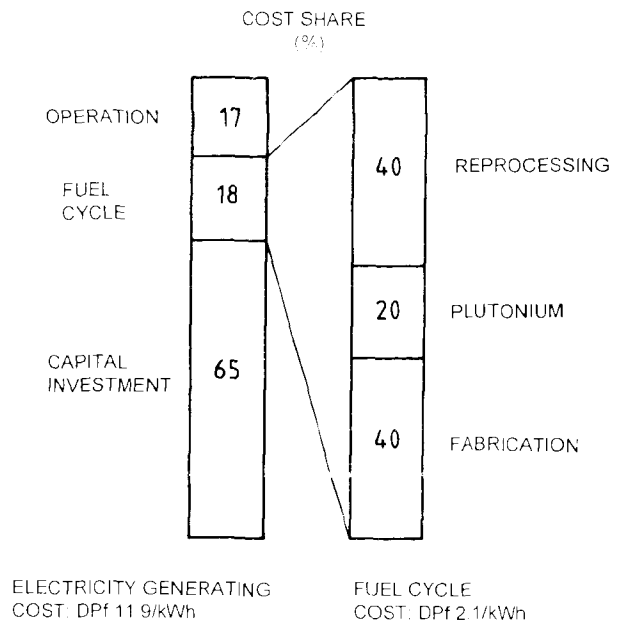 COST SHARE
(%)
OPERATION
17
FUEL
CYCLE
18
CAPITAL
INVESTMENT
65
40
REPROCESSING
20
PLUTONIUM
40
FABRICATION
ELECTRICITY GENERATING
COST: DPf 11 9/kWh
FUEL CYCLE
COST: DPf 2.1/kWh